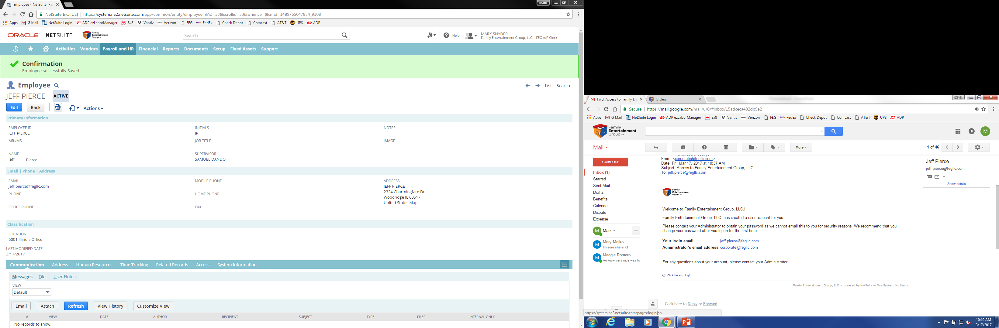 Employee - NetSuite (Fa
Mark
NetSuite Inc. [US] | https://system.na2.netsuite.com/app/common/entity/employee.nl?id=33&scrollid=33&whence=&cmid=1489765047854_9108
Apps G Mail NetSuite Login ADP ezLaborManager 8x8 Vantiv Verizon FEG FedEx Check Depot Comcast AT&T UPS ADP
ORACLE | NETSUITE
Family
Entertainment
Group LLC
Search
Help
MARK SNYDER
Family Entertainment Group, LLC. - FEG A/P Clerk
Activities Vendors Payroll and HR Financial Reports Documents Setup Fixed Assets Support
Confirmation
Employee successfully Saved
Employee
List Search
JEFF PIERCE ACTIVE
Edit Back Actions
Primary Information
EMPLOYEE ID
JEFF PIERCE
MR./MS...
NAME
Jeff Pierce
INITIALS
JP
JOB TITLE
SUPERVISOR
SAMUEL DANDO
NOTES
IMAGE
Email | Phone | Address
EMAIL
jeff.pierce@fegllc.com
PHONE
OFFICE PHONE
MOBILE PHONE
HOME PHONE
FAX
ADDRESS
JEFF PIERCE
2324 Charmingfare Dr
Woodridge IL 60517
United States Map
Classification
LOCATION
6001 Illinois Office
LAST MODIFIED DATE
3/17/2017
Communication Address Human Resources Time Tracking Related Records Access System Information
Messages Files User Notes
VIEW
Default
Email Attach Refresh View History Customize View
# VIEW DATE AUTHOR RECIPIENT SUBJECT TYPE FILES INTERNAL ONLY
No records to show.
Fwd: Access to Family En Orders
Mark
Secure | https://mail.google.com/mail/u/0/#inbox/15adceca482db9e2
Apps G Mail NetSuite Login ADP ezLaborManager 8x8 Vantiv Verizon FEG FedEx Check Depot Comcast AT&T UPS ADP
Family
Entertainment
Group LLC
M
Mail
More
1 of 46
COMPOSE
Inbox (1)
Starred
Sent Mail
Drafts
Benefits
Calendar
Dispute
Expense
M Mark +
M Mary Majko
Im sure she is lol
M Maggie Romero
Awwww very nice way to
Forwarded message
From: <corporate@fegllc.com>
Date: Fri, Mar 17, 2017 at 10:37 AM
Subject: Access to Family Entertainment Group, LLC.
To: jeff.pierce@fegllc.com
Family
Entertainment
Group LLC
Welcome to Family Entertainment Group, LLC.!
Family Entertainment Group, LLC. has created a user account for you.
Please contact your Administrator to obtain your password as we cannot email this to you for security reasons. We recommend that you
change your password after you log in for the first time.
Your login email jeff.pierce@fegllc.com
Administrator's email address corporate@fegllc.com
For any questions about your account, please contact your Administrator.
Click here to login
Family Entertainment Group, LLC. is powered by NetSuite — One System. No Limits.
Click here to Reply or Forward
Jeff Pierce
jeff.pierce@fegllc.com
Show details
https://system.na2.netsuite.com/pages/login.jsp
10:40 AM
3/17/2017